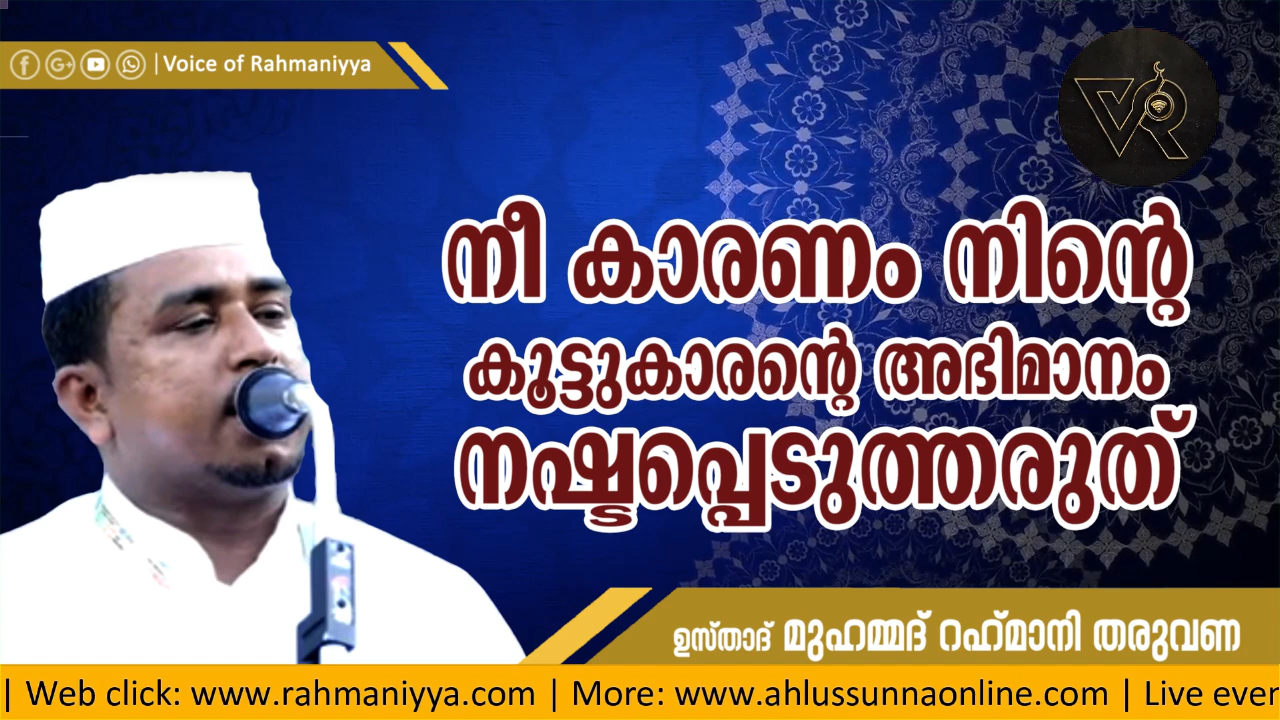 | Voice of Rahmaniyya
VR
നീ കാരണം നിന്റെ
കൂട്ടുകാരന്റെ അഭിമാനം
നഷ്ടപ്പെടുത്തരുത്
ഉസ്താദ് മുഹമ്മദ് റഹ്‌മാനി തരുവണ
| Web click: www.rahmaniyya.com | More: www.ahlussunnaonline.com | Live ever